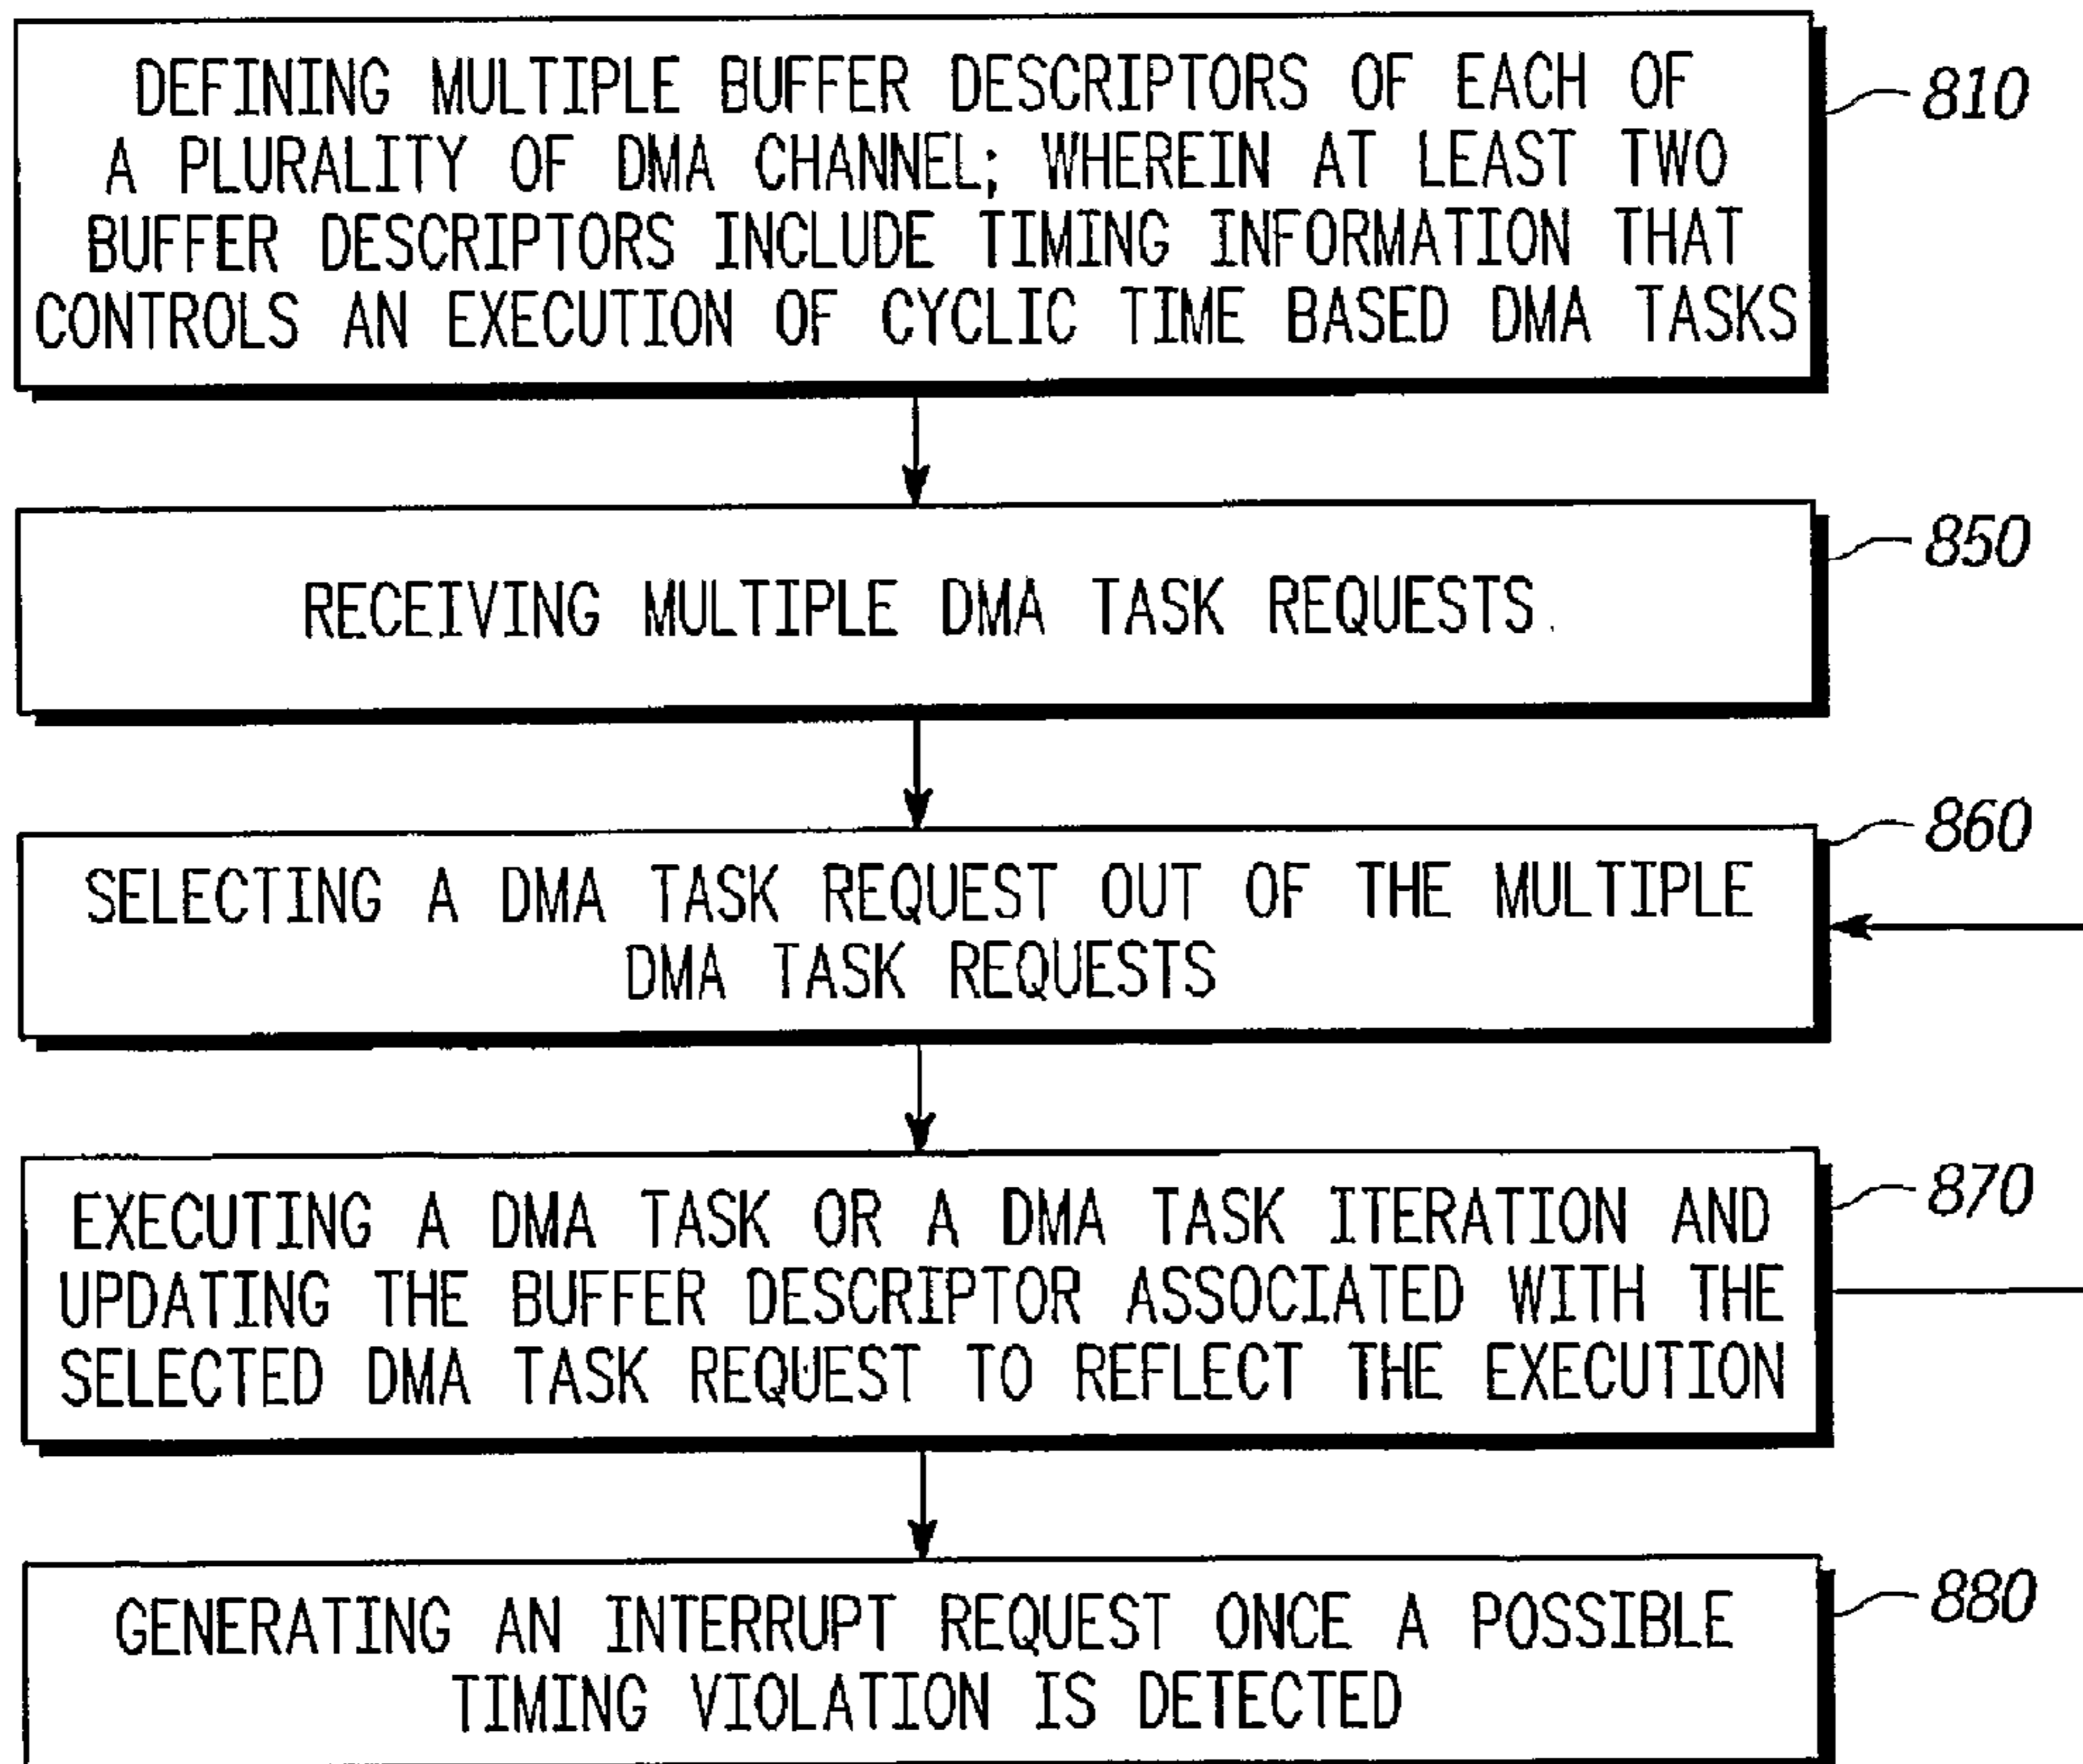 DEFINING MULTIPLE BUFFER DESCRIPTORS OF EACH OF
810
A PLURALITY OF DMA CHANNEL; WHEREIN AT LEAST TWO
BUFFER DESCRIPTORS INCLUDE TIMING INFORMATION THAT
CONTROLS AN EXECUTION OF CYCLIC TIME BASED DMA TASKS
850
RECEIVING MULTIPLE DMA TASK REQUESTS.
860
SELECTING A DMA TASK REQUEST OUT OF THE MULTIPLE
DMA TASK REQUESTS
870
EXECUTING A DMA TASK OR A DMA TASK ITERATION AND
UPDATING THE BUFFER DESCRIPTOR ASSOCIATED WITH THE
SELECTED DMA TASK REQUEST TO REFLECT THE EXECUTION
880
GENERATING AN INTERRUPT REQUEST ONCE A POSSIBLE
TIMING VIOLATION IS DETECTED